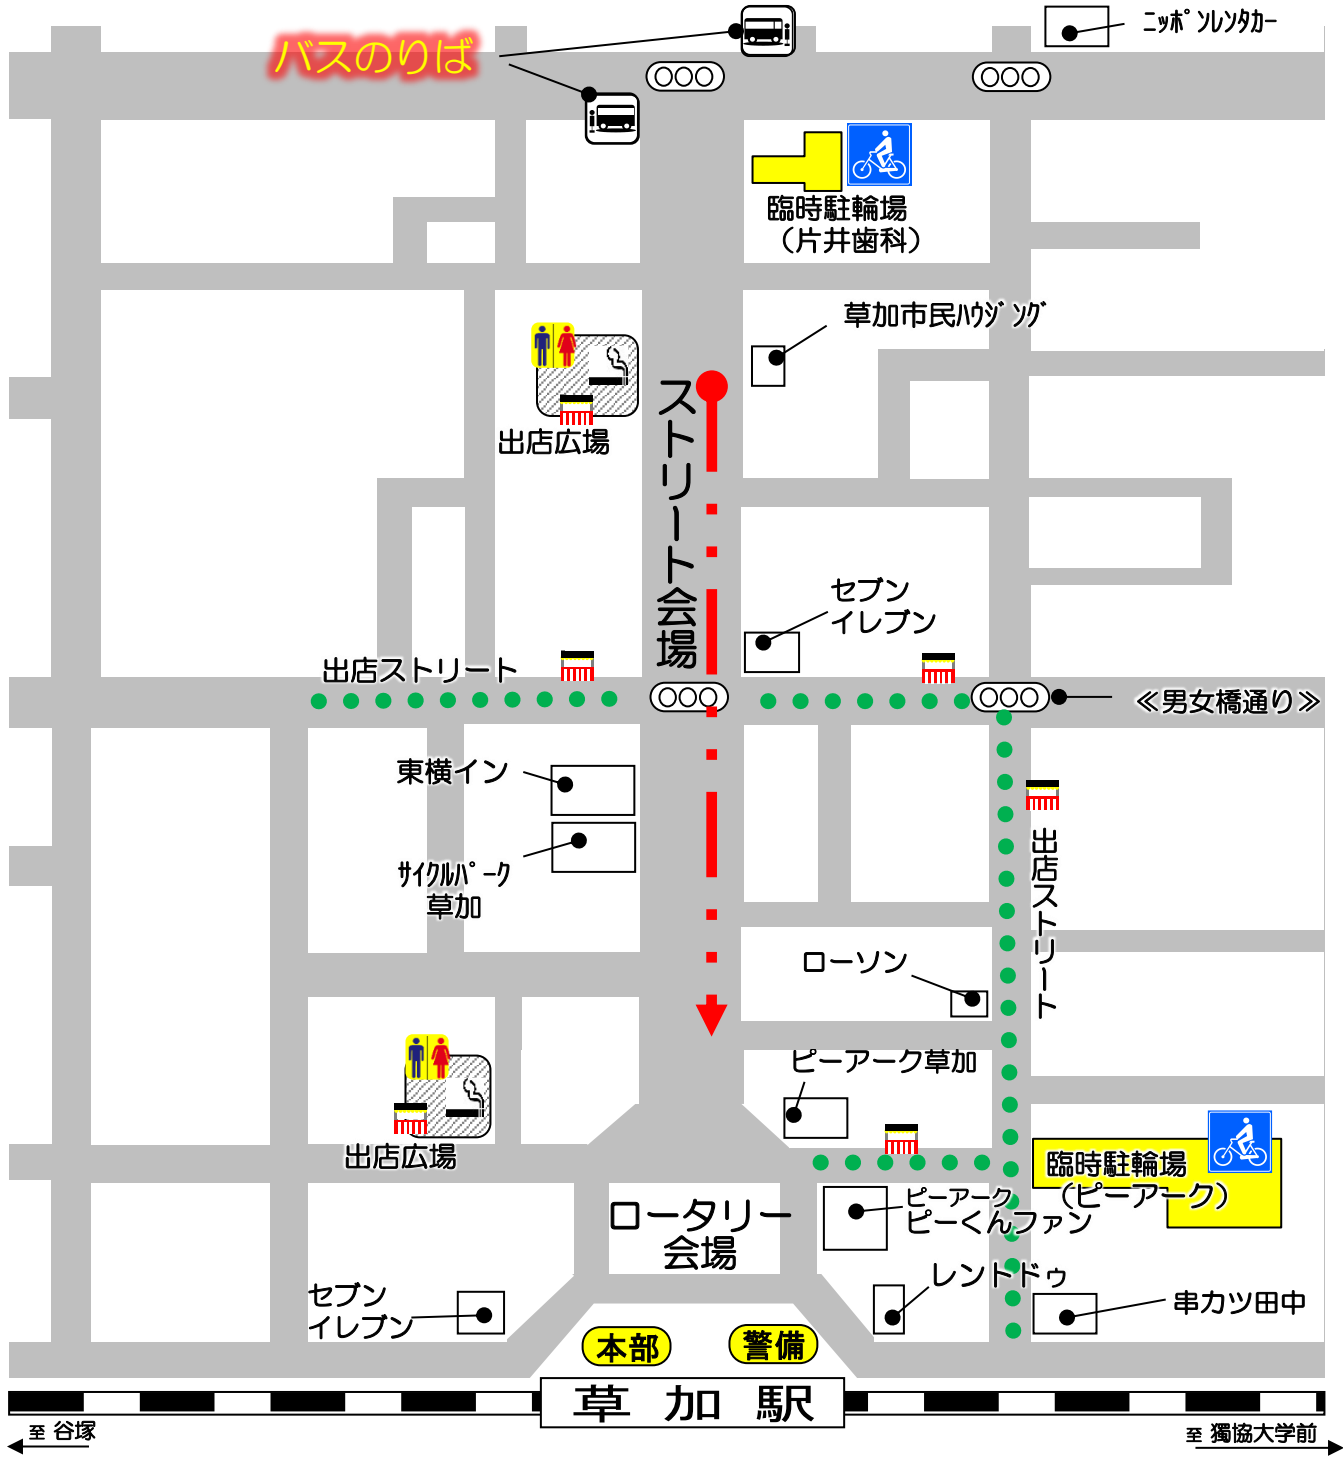 ﾆｯﾎﾟﾝﾚﾝﾀｶｰ
バスのりば
臨時駐輪場
（片井歯科）
草加市民ﾊｳｼﾞﾝｸﾞ
ストリート会場
出店広場
セブン
イレブン
出店ストリート
≪男女橋通り≫
東横イン
ｻｲｸﾙﾊﾟｰｸ
草加
出店ストリート
ローソン
ピーアーク草加
出店広場
臨時駐輪場
（ピーアーク）
ピーアーク
ピーくんファン
ロータリー
会場
レントドゥ
セブン
イレブン
串カツ田中
本部
警備
草加駅
至 谷塚
至 獨協大学前